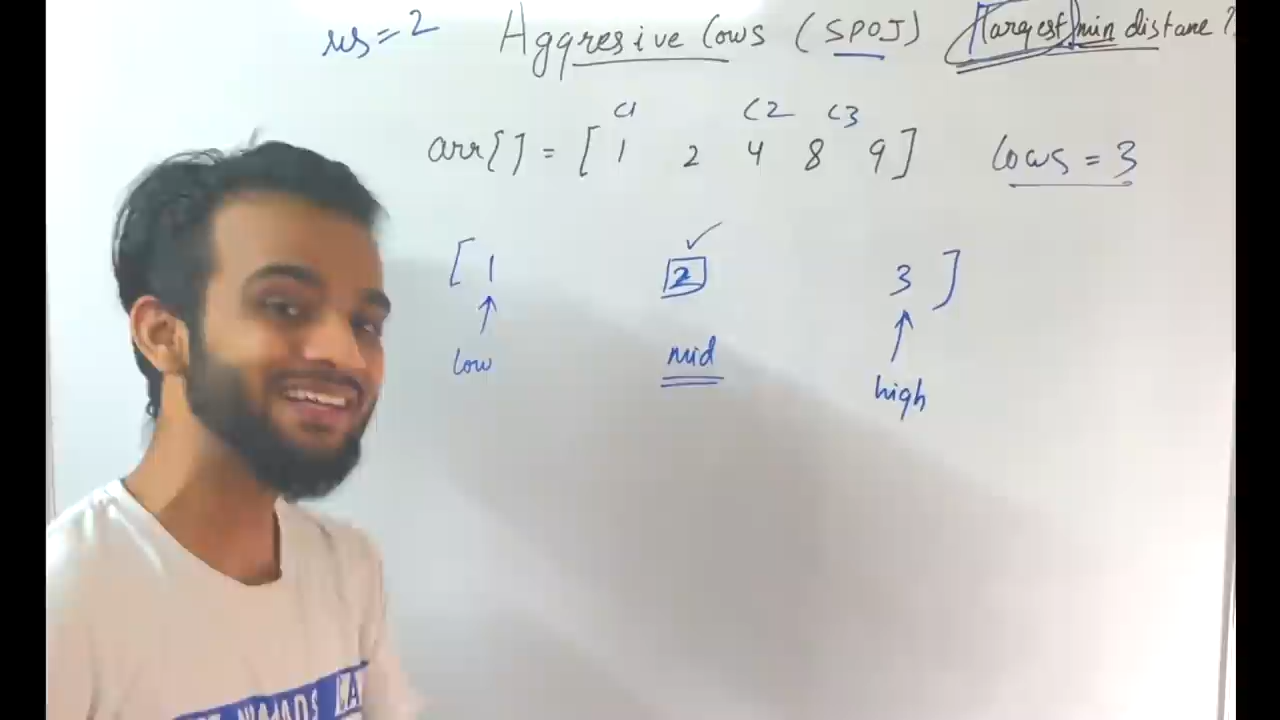 res=2 Aggresive Cows (SPOJ) largest min distane?
C1 C2 C3
arr[] = [ 1 2 4 8 9 ] Cows = 3
[ 1 2 3 ]
low mid high